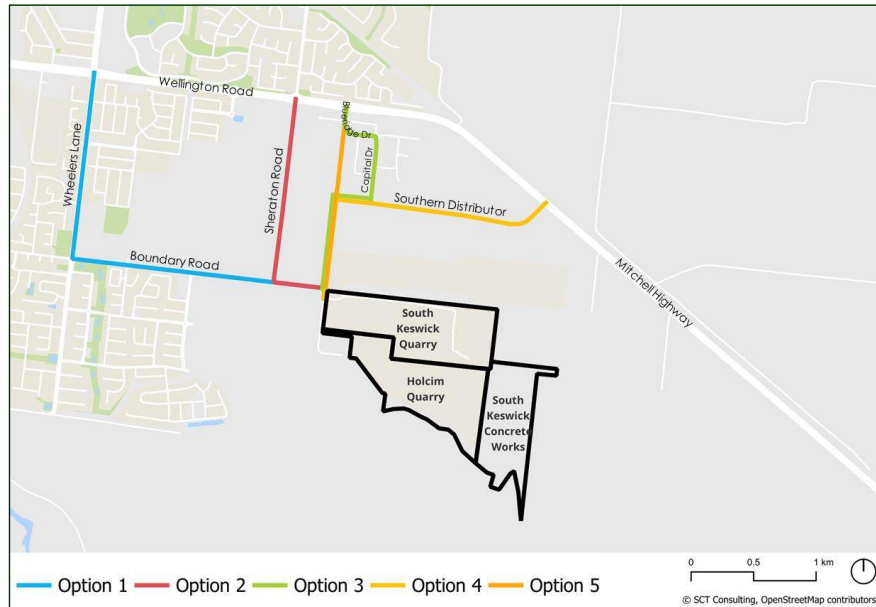 Wellington Road
Wheelers Lane
Sheraton Road
Blueridge Dr
Capital Dr
Southern Distributor
Boundary Road
Mitchell Highway
South
Keswick
Quarry
Holcim
Quarry
South
Keswick
Concrete
Works
Option 1
Option 2
Option 3
Option 4
Option 5
0 0.5 1 km
© SCT Consulting, OpenStreetMap contributors